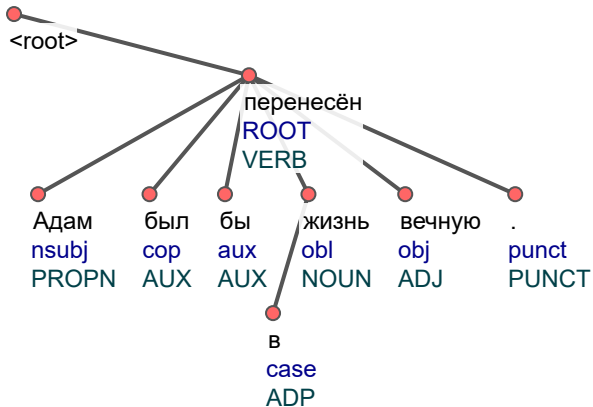 <root>
перенесён
ROOT
VERB
Адам был бы жизнь вечную .
nsubj cop aux obl obj punct
PROPN AUX AUX NOUN ADJ PUNCT
в
case
ADP